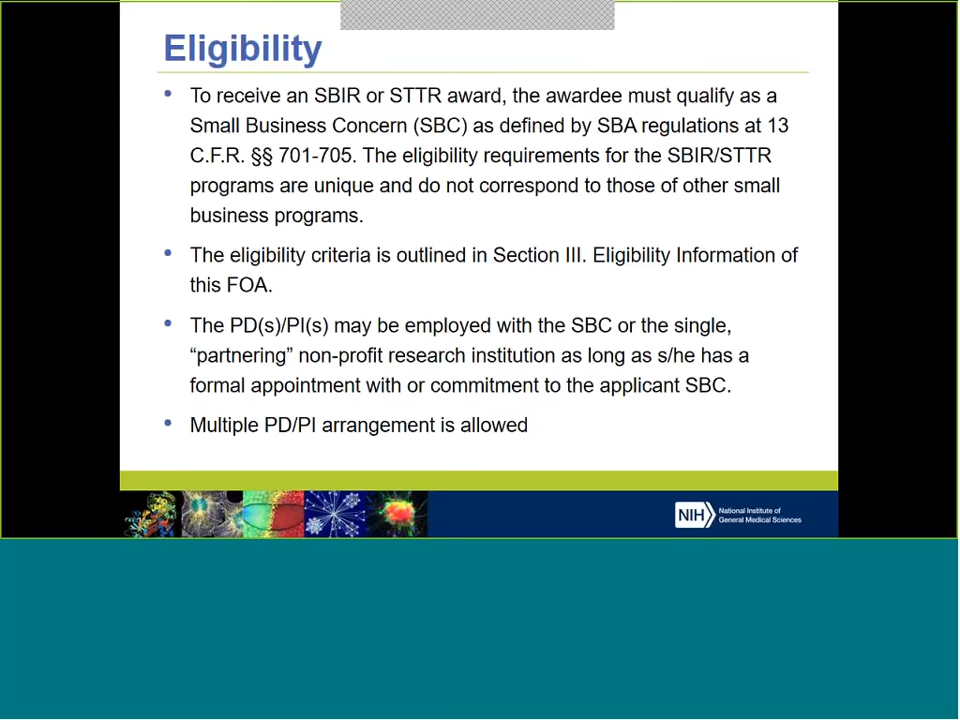 Eligibility
• To receive an SBIR or STTR award, the awardee must qualify as a
Small Business Concern (SBC) as defined by SBA regulations at 13
C.F.R. §§ 701-705. The eligibility requirements for the SBIR/STTR
programs are unique and do not correspond to those of other small
business programs.
• The eligibility criteria is outlined in Section III. Eligibility Information of
this FOA.
• The PD(s)/PI(s) may be employed with the SBC or the single,
“partnering” non-profit research institution as long as s/he has a
formal appointment with or commitment to the applicant SBC.
• Multiple PD/PI arrangement is allowed
NIH National Institute of
General Medical Sciences